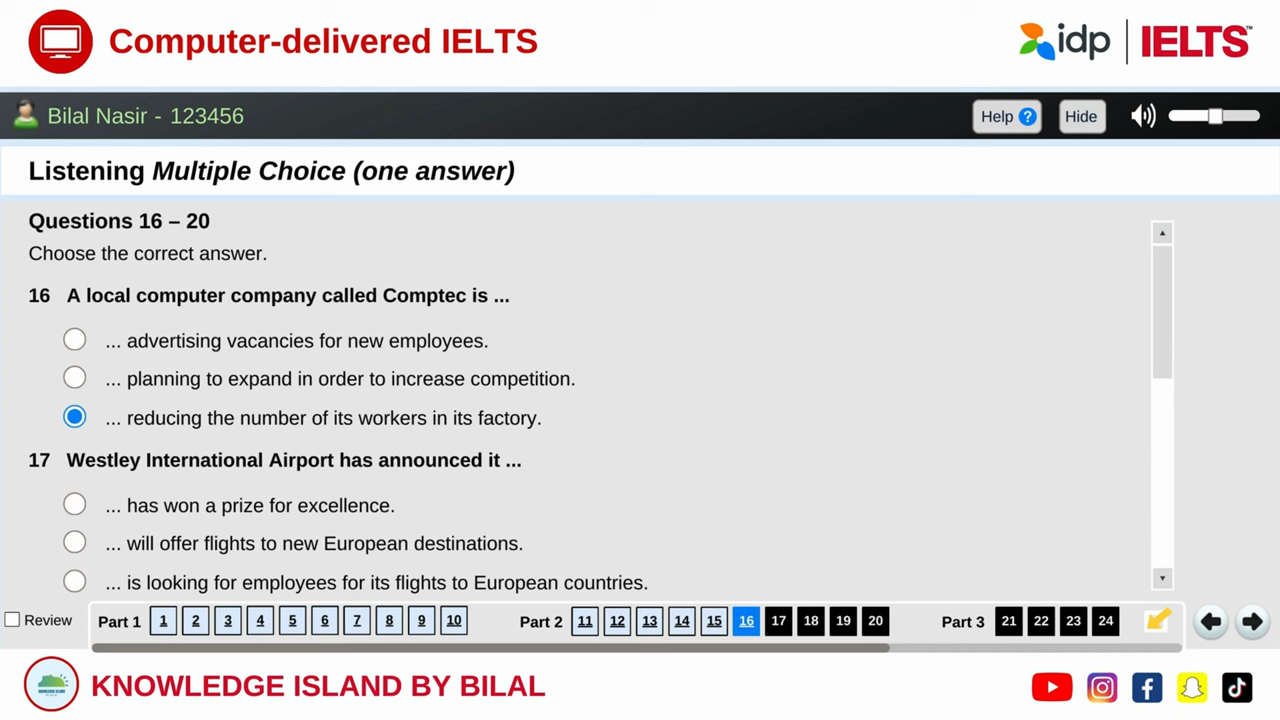 Computer-delivered IELTS
idp IELTS™
Bilal Nasir - 123456
Help ?
Hide
Listening Multiple Choice (one answer)
Questions 16 – 20
Choose the correct answer.
16 A local computer company called Comptec is ...
... advertising vacancies for new employees.
... planning to expand in order to increase competition.
... reducing the number of its workers in its factory.
17 Westley International Airport has announced it ...
... has won a prize for excellence.
... will offer flights to new European destinations.
... is looking for employees for its flights to European countries.
Review Part 1 1 2 3 4 5 6 7 8 9 10 Part 2 11 12 13 14 15 16 17 18 19 20 Part 3 21 22 23 24
KNOWLEDGE ISLAND BY BILAL